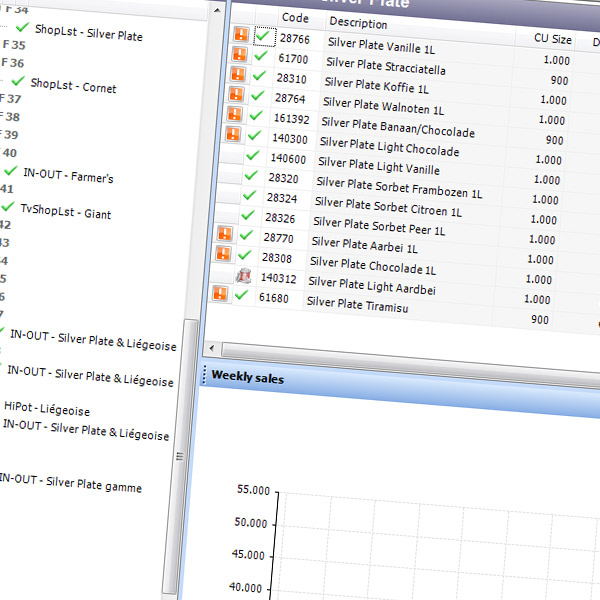 F 34
ShopLst - Silver Plate
F 35
F 36
ShopLst - Cornet
F 37
38
39
40
IN-OUT - Farmer's
41
TvShopLst - Giant
42
43
IN-OUT - Silver Plate & Liégeoise
IN-OUT - Silver Plate & Liégeoise
HiPot - Liégeoise
IN-OUT - Silver Plate & Liégeoise
IN-OUT - Silver Plate gamme
Silver Plate
Code Description CU Size D
28766 Silver Plate Vanille 1L 1.000
61700 Silver Plate Stracciatella 900
28310 Silver Plate Koffie 1L 1.000
28764 Silver Plate Walnoten 1L 1.000
161392 Silver Plate Banaan/Chocolade 900
140300 Silver Plate Light Chocolade 1.000
140600 Silver Plate Light Vanille 1.000
28320 Silver Plate Sorbet Frambozen 1L 1.000
28324 Silver Plate Sorbet Citroen 1L 1.000
28326 Silver Plate Sorbet Peer 1L 1.000
28770 Silver Plate Aarbei 1L 1.000
28308 Silver Plate Chocolade 1L 1.000
140312 Silver Plate Light Aardbei 1.000
61680 Silver Plate Tiramisu 900
Weekly sales
55.000
50.000
45.000
40.000